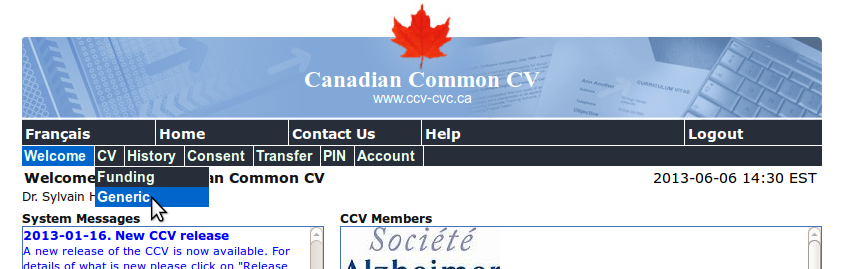 Canadian Common CV
www.ccv-cvc.ca
CURRICULUM VITAE
Objective
Français Home Contact Us Help Logout
Welcome CV History Consent Transfer PIN Account
Funding
Generic
Welcome an Common CV 2013-06-06 14:30 EST
Dr. Sylvain H
System Messages CCV Members
2013-01-16. New CCV release
A new release of the CCV is now available. For
details of what is new please click on "Release
Société
Alzheimer